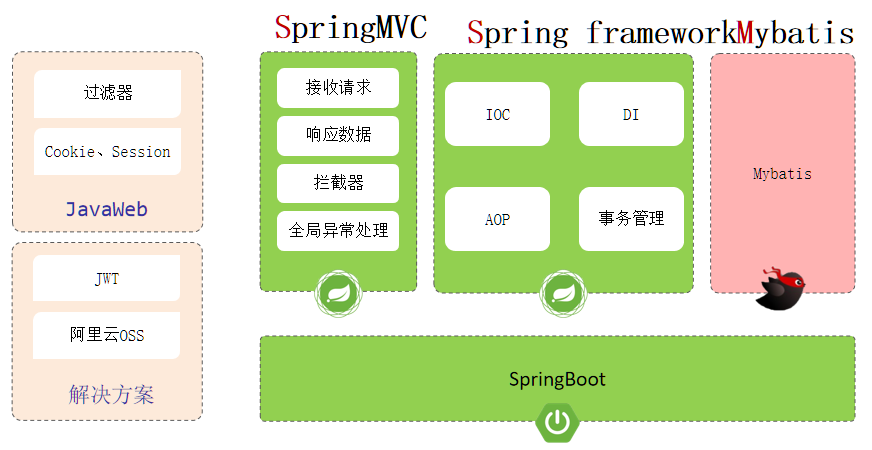 SpringMVC
Spring frameworkMybatis
过滤器
Cookie、Session
JavaWeb
JWT
阿里云OSS
解决方案
接收请求
响应数据
拦截器
全局异常处理
IOC
DI
AOP
事务管理
Mybatis
SpringBoot